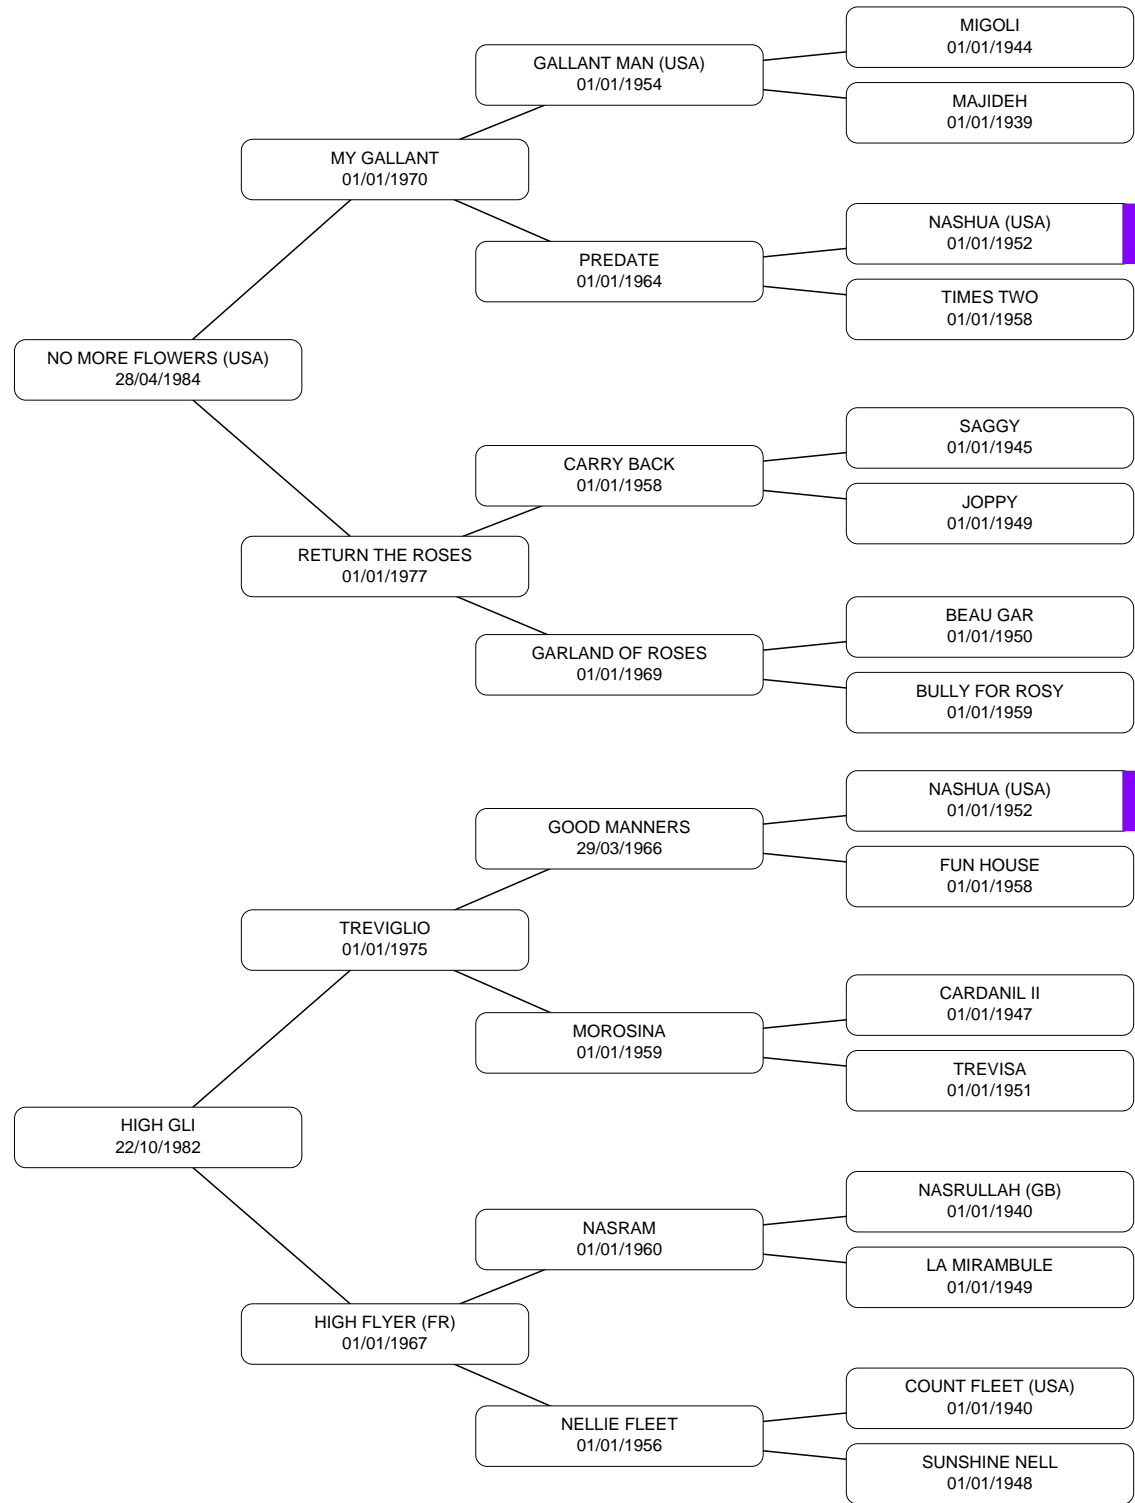 MIGOLI
01/01/1944
GALLANT MAN (USA)
01/01/1954
MAJIDEH
01/01/1939
MY GALLANT
01/01/1970
NASHUA (USA)
01/01/1952
PREDATE
01/01/1964
TIMES TWO
01/01/1958
NO MORE FLOWERS (USA)
28/04/1984
SAGGY
01/01/1945
CARRY BACK
01/01/1958
JOPPY
01/01/1949
RETURN THE ROSES
01/01/1977
BEAU GAR
01/01/1950
GARLAND OF ROSES
01/01/1969
BULLY FOR ROSY
01/01/1959
NASHUA (USA)
01/01/1952
GOOD MANNERS
29/03/1966
FUN HOUSE
01/01/1958
TREVIGLIO
01/01/1975
CARDANIL II
01/01/1947
MOROSINA
01/01/1959
TREVISA
01/01/1951
HIGH GLI
22/10/1982
NASRULLAH (GB)
01/01/1940
NASRAM
01/01/1960
LA MIRAMBULE
01/01/1949
HIGH FLYER (FR)
01/01/1967
COUNT FLEET (USA)
01/01/1940
NELLIE FLEET
01/01/1956
SUNSHINE NELL
01/01/1948